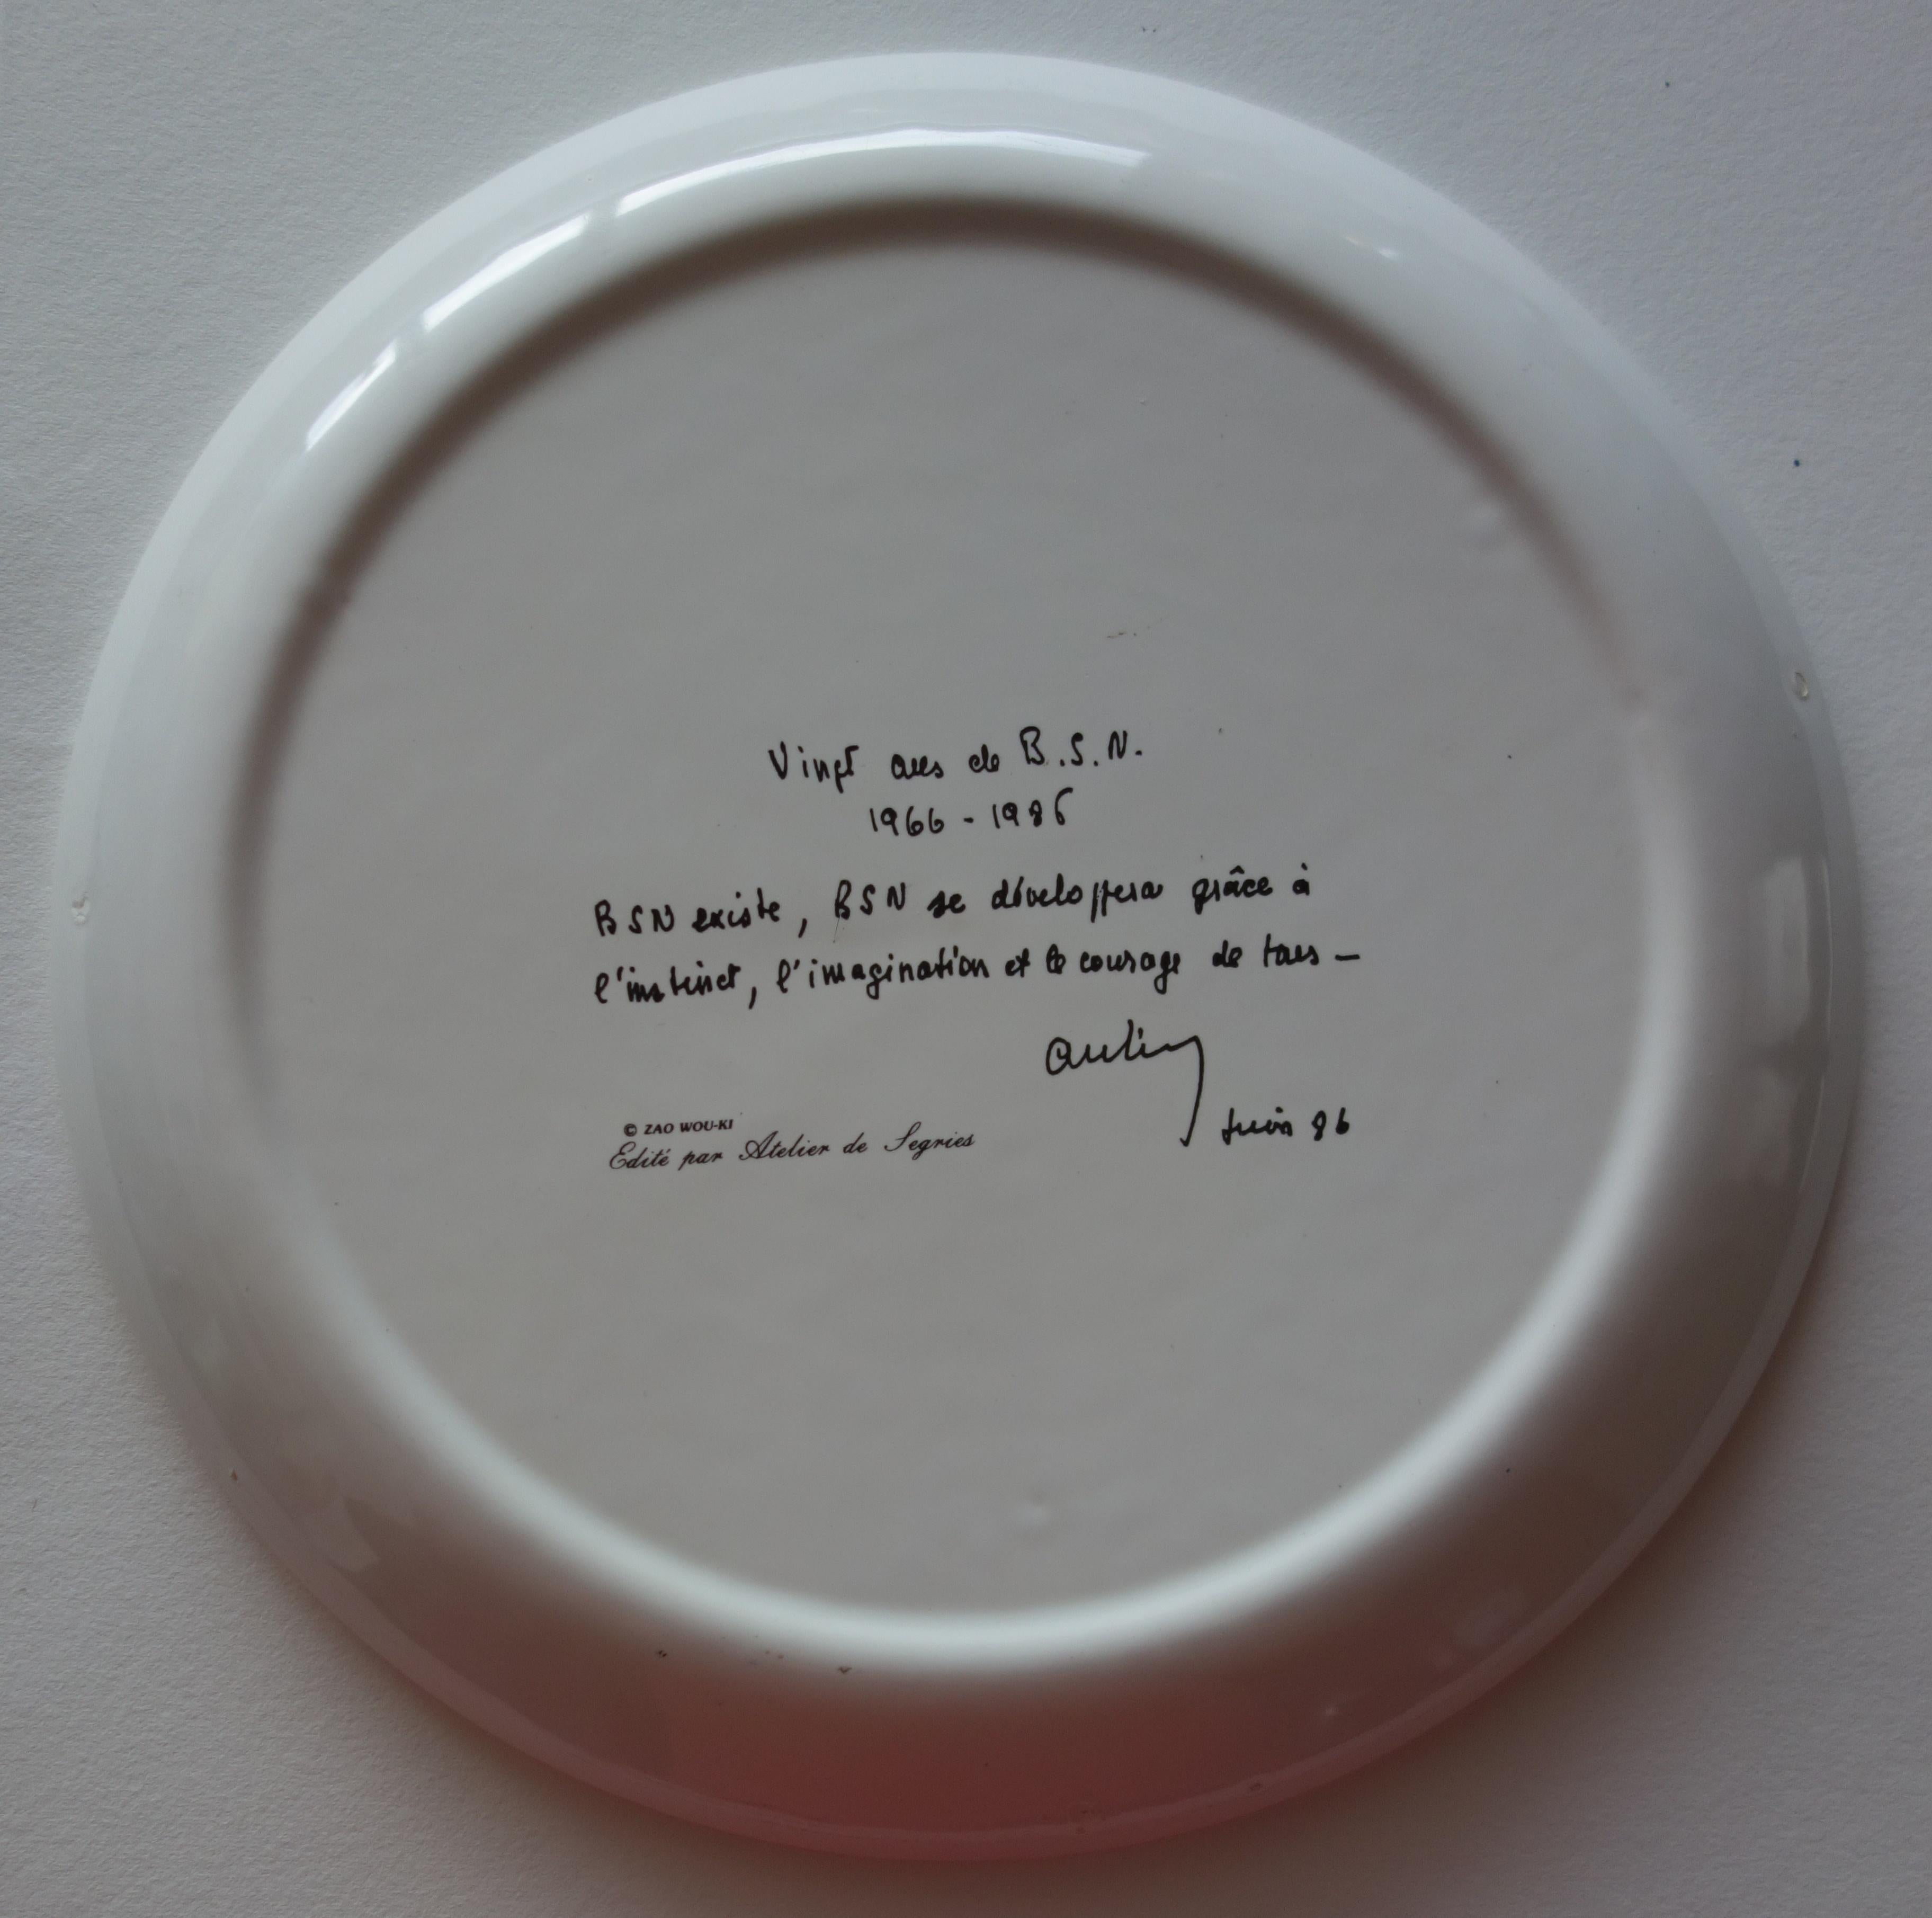 Vingt ans de B.S.N.
1966 - 1986
BSN existe, BSN se développera grâce à
l'instinct, l'imagination et le courage de tous -
Juin 86
© ZAO WOU-KI
Edité par Atelier de Segries